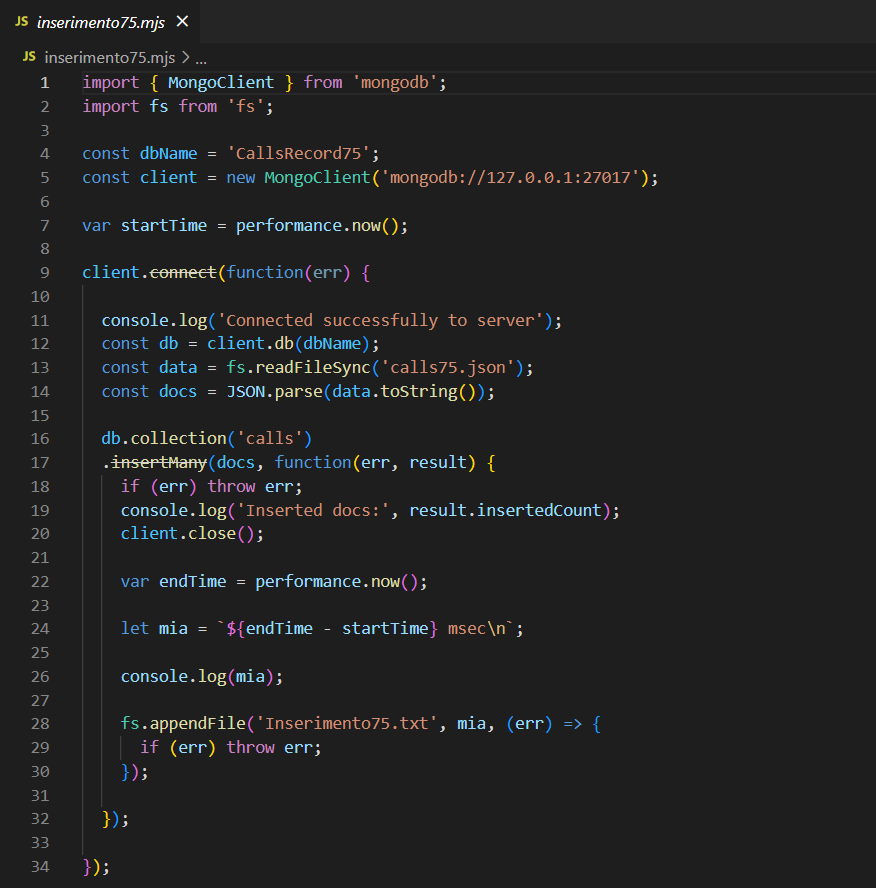 JS inserimento75.mjs ×
JS inserimento75.mjs > ...
1 import { MongoClient } from 'mongodb';
2 import fs from 'fs';
3
4 const dbName = 'CallsRecord75';
5 const client = new MongoClient('mongodb://127.0.0.1:27017');
6
7 var startTime = performance.now();
8
9 client.connect(function(err) {
10
11   console.log('Connected successfully to server');
12   const db = client.db(dbName);
13   const data = fs.readFileSync('calls75.json');
14   const docs = JSON.parse(data.toString());
15
16   db.collection('calls')
17   .insertMany(docs, function(err, result) {
18     if (err) throw err;
19     console.log('Inserted docs:', result.insertedCount);
20     client.close();
21
22     var endTime = performance.now();
23
24     let mia = `${endTime - startTime} msec\n`;
25
26     console.log(mia);
27
28     fs.appendFile('Inserimento75.txt', mia, (err) => {
29       if (err) throw err;
30     });
31
32   });
33
34 });